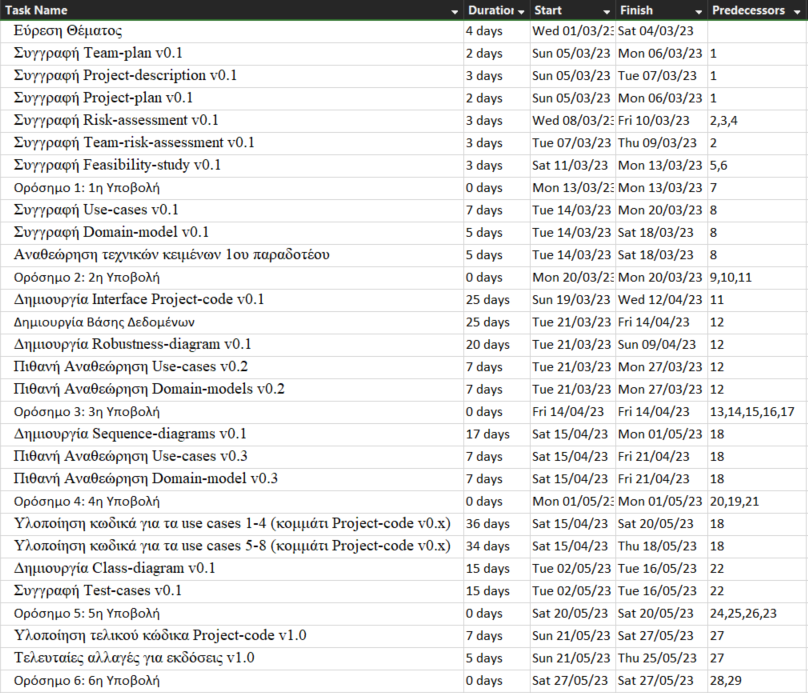 Task Name Duration Start Finish Predecessors
Εύρεση Θέματος 4 days Wed 01/03/23 Sat 04/03/23
Συγγραφή Team-plan v0.1 2 days Sun 05/03/23 Mon 06/03/23 1
Συγγραφή Project-description v0.1 3 days Sun 05/03/23 Tue 07/03/23 1
Συγγραφή Project-plan v0.1 2 days Sun 05/03/23 Mon 06/03/23 1
Συγγραφή Risk-assessment v0.1 3 days Wed 08/03/23 Fri 10/03/23 2,3,4
Συγγραφή Team-risk-assessment v0.1 3 days Tue 07/03/23 Thu 09/03/23 2
Συγγραφή Feasibility-study v0.1 3 days Sat 11/03/23 Mon 13/03/23 5,6
Ορόσημο 1: 1η Υποβολή 0 days Mon 13/03/23 Mon 13/03/23 7
Συγγραφή Use-cases v0.1 7 days Tue 14/03/23 Mon 20/03/23 8
Συγγραφή Domain-model v0.1 5 days Tue 14/03/23 Sat 18/03/23 8
Αναθεώρηση τεχνικών κειμένων 1ου παραδοτέου 5 days Tue 14/03/23 Sat 18/03/23 8
Ορόσημο 2: 2η Υποβολή 0 days Mon 20/03/23 Mon 20/03/23 9,10,11
Δημιουργία Interface Project-code v0.1 25 days Sun 19/03/23 Wed 12/04/23 11
Δημιουργία Βάσης Δεδομένων 25 days Tue 21/03/23 Fri 14/04/23 12
Δημιουργία Robustness-diagram v0.1 20 days Tue 21/03/23 Sun 09/04/23 12
Πιθανή Αναθεώρηση Use-cases v0.2 7 days Tue 21/03/23 Mon 27/03/23 12
Πιθανή Αναθεώρηση Domain-models v0.2 7 days Tue 21/03/23 Mon 27/03/23 12
Ορόσημο 3: 3η Υποβολή 0 days Fri 14/04/23 Fri 14/04/23 13,14,15,16,17
Δημιουργία Sequence-diagrams v0.1 17 days Sat 15/04/23 Mon 01/05/23 18
Πιθανή Αναθεώρηση Use-cases v0.3 7 days Sat 15/04/23 Fri 21/04/23 18
Πιθανή Αναθεώρηση Domain-model v0.3 7 days Sat 15/04/23 Fri 21/04/23 18
Ορόσημο 4: 4η Υποβολή 0 days Mon 01/05/23 Mon 01/05/23 20,19,21
Υλοποίηση κωδικά για τα use cases 1-4 (κομμάτι Project-code v0.x) 36 days Sat 15/04/23 Sat 20/05/23 18
Υλοποίηση κωδικά για τα use cases 5-8 (κομμάτι Project-code v0.x) 34 days Sat 15/04/23 Thu 18/05/23 18
Δημιουργία Class-diagram v0.1 15 days Tue 02/05/23 Tue 16/05/23 22
Συγγραφή Test-cases v0.1 15 days Tue 02/05/23 Tue 16/05/23 22
Ορόσημο 5: 5η Υποβολή 0 days Sat 20/05/23 Sat 20/05/23 24,25,26,23
Υλοποίηση τελικού κώδικα Project-code v1.0 7 days Sun 21/05/23 Sat 27/05/23 27
Τελευταίες αλλαγές για εκδόσεις v1.0 5 days Sun 21/05/23 Thu 25/05/23 27
Ορόσημο 6: 6η Υποβολή 0 days Sat 27/05/23 Sat 27/05/23 28,29